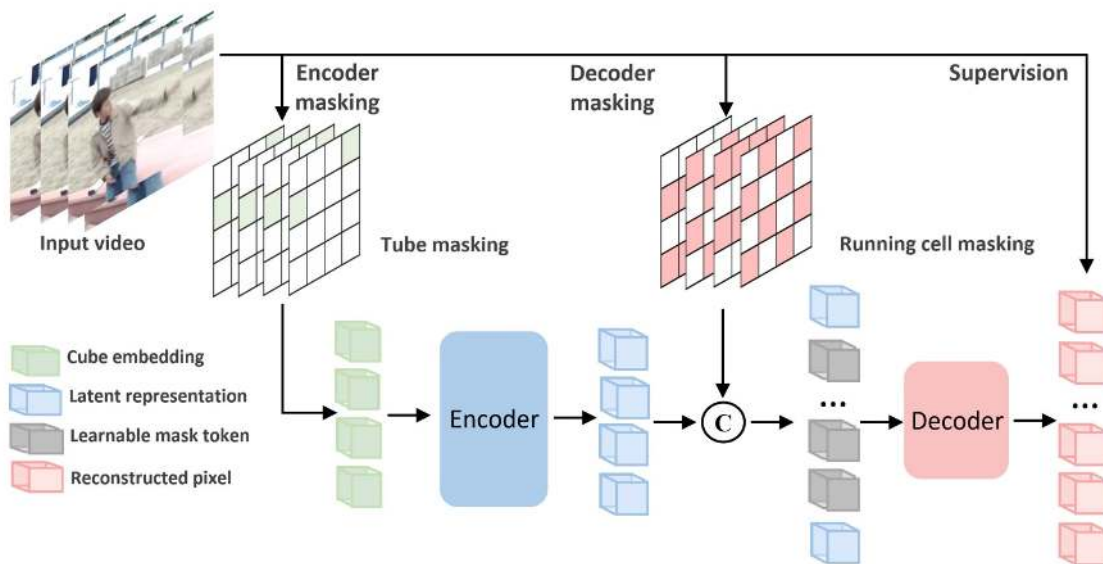 Encoder
masking
Decoder
masking
Supervision
Input video
Tube masking
Running cell masking
Cube embedding
Latent representation
Learnable mask token
Reconstructed pixel
Encoder
C
...
Decoder
...